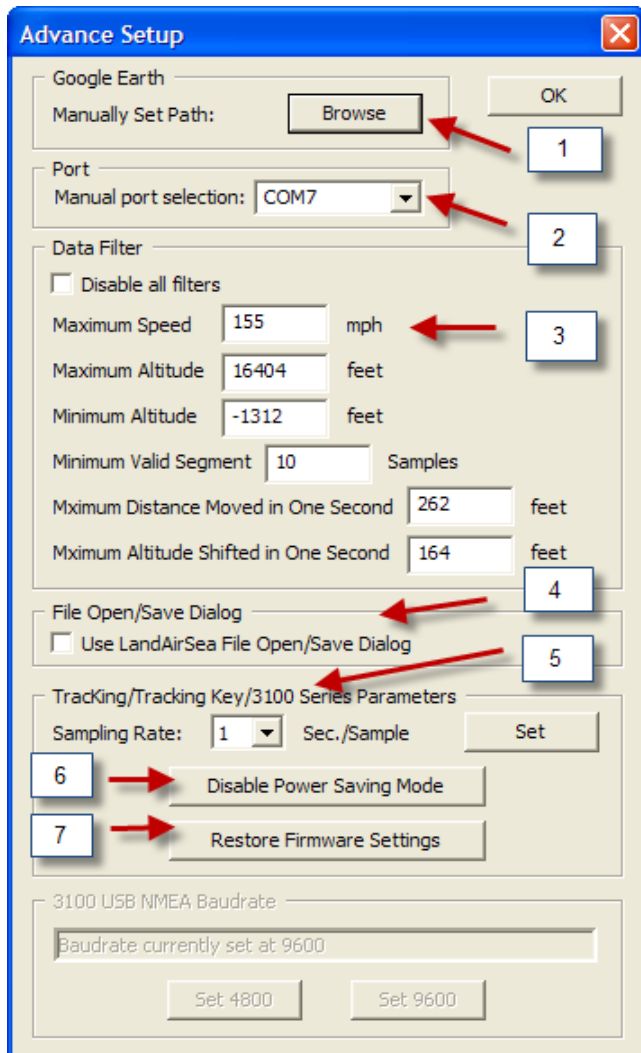 Advance Setup
Google Earth
Manually Set Path: Browse
OK
1
Port
Manual port selection: COM7
2
Data Filter
Disable all filters
Maximum Speed 155 mph
3
Maximum Altitude 16404 feet
Minimum Altitude -1312 feet
Minimum Valid Segment 10 Samples
Mximum Distance Moved in One Second 262 feet
Mximum Altitude Shifted in One Second 164 feet
4
File Open/Save Dialog
Use LandAirSea File Open/Save Dialog
5
TracKing/Tracking Key/3100 Series Parameters
Sampling Rate: 1 Sec./Sample Set
6
Disable Power Saving Mode
7
Restore Firmware Settings
3100 USB NMEA Baudrate
Baudrate currently set at 9600
Set 4800 Set 9600